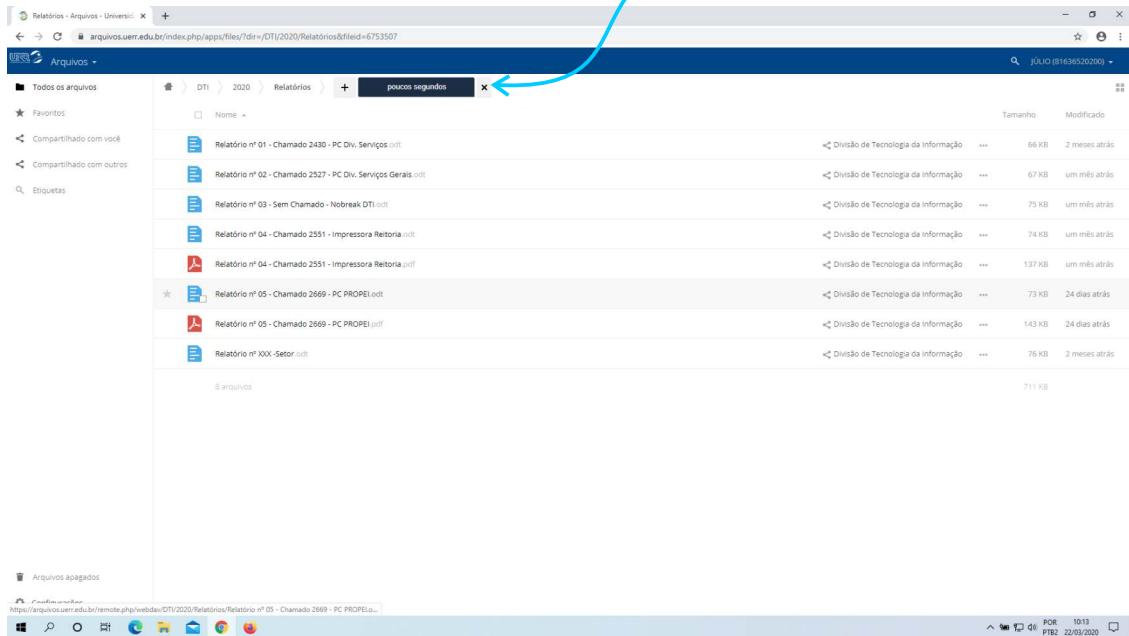 Relatórios - Arquivos - Universid
arquivos.uerr.edu.br/index.php/apps/files/?dir=/DTI/2020/Relatórios&fileid=6753507
Arquivos
JÚLIO (81636520200)
Todos os arquivos
DTI 2020 Relatórios + poucos segundos x
Favoritos
Nome Tamanho Modificado
Compartilhado com você
Relatório nº 01 - Chamado 2430 - PC Div. Serviços.odt Divisão de Tecnologia da Informação ... 66 KB 2 meses atrás
Compartilhado com outros
Relatório nº 02 - Chamado 2527 - PC Div. Serviços Gerais.odt Divisão de Tecnologia da Informação ... 67 KB um mês atrás
Etiquetas
Relatório nº 03 - Sem Chamado - Nobreak DTI.odt Divisão de Tecnologia da Informação ... 75 KB um mês atrás
Relatório nº 04 - Chamado 2551 - Impressora Reitoria.odt Divisão de Tecnologia da Informação ... 74 KB um mês atrás
Relatório nº 04 - Chamado 2551 - Impressora Reitoria.pdf Divisão de Tecnologia da Informação ... 137 KB um mês atrás
Relatório nº 05 - Chamado 2669 - PC PROPEI.odt Divisão de Tecnologia da Informação ... 73 KB 24 dias atrás
Relatório nº 05 - Chamado 2669 - PC PROPEI.pdf Divisão de Tecnologia da Informação ... 143 KB 24 dias atrás
Relatório nº XXX -Setor.odt Divisão de Tecnologia da Informação ... 76 KB 2 meses atrás
8 arquivos 711 KB
Arquivos apagados
Configurações
https://arquivos.uerr.edu.br/remote.php/webdav/DTI/2020/Relatórios/Relatório nº 05 - Chamado 2669 - PC PROPEI.o...
POR 10:13
PTB2 22/03/2020